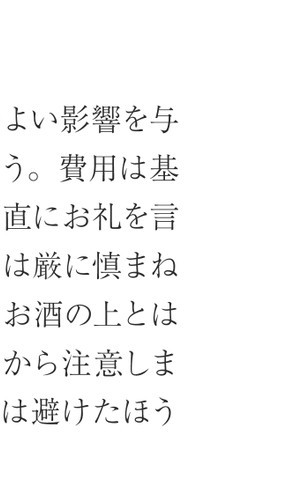 よい影響を与
う。費用は基
直にお礼を言
は厳に慎まね
お酒の上とは
から注意しま
は避けたほう